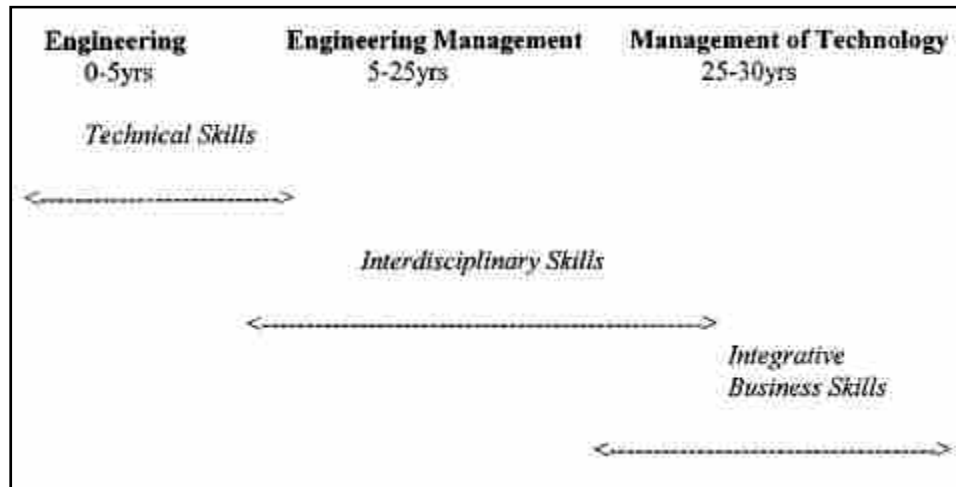 Engineering Engineering Management Management of Technology
0-5yrs 5-25yrs 25-30yrs
Technical Skills
Interdisciplinary Skills
Integrative
Business Skills